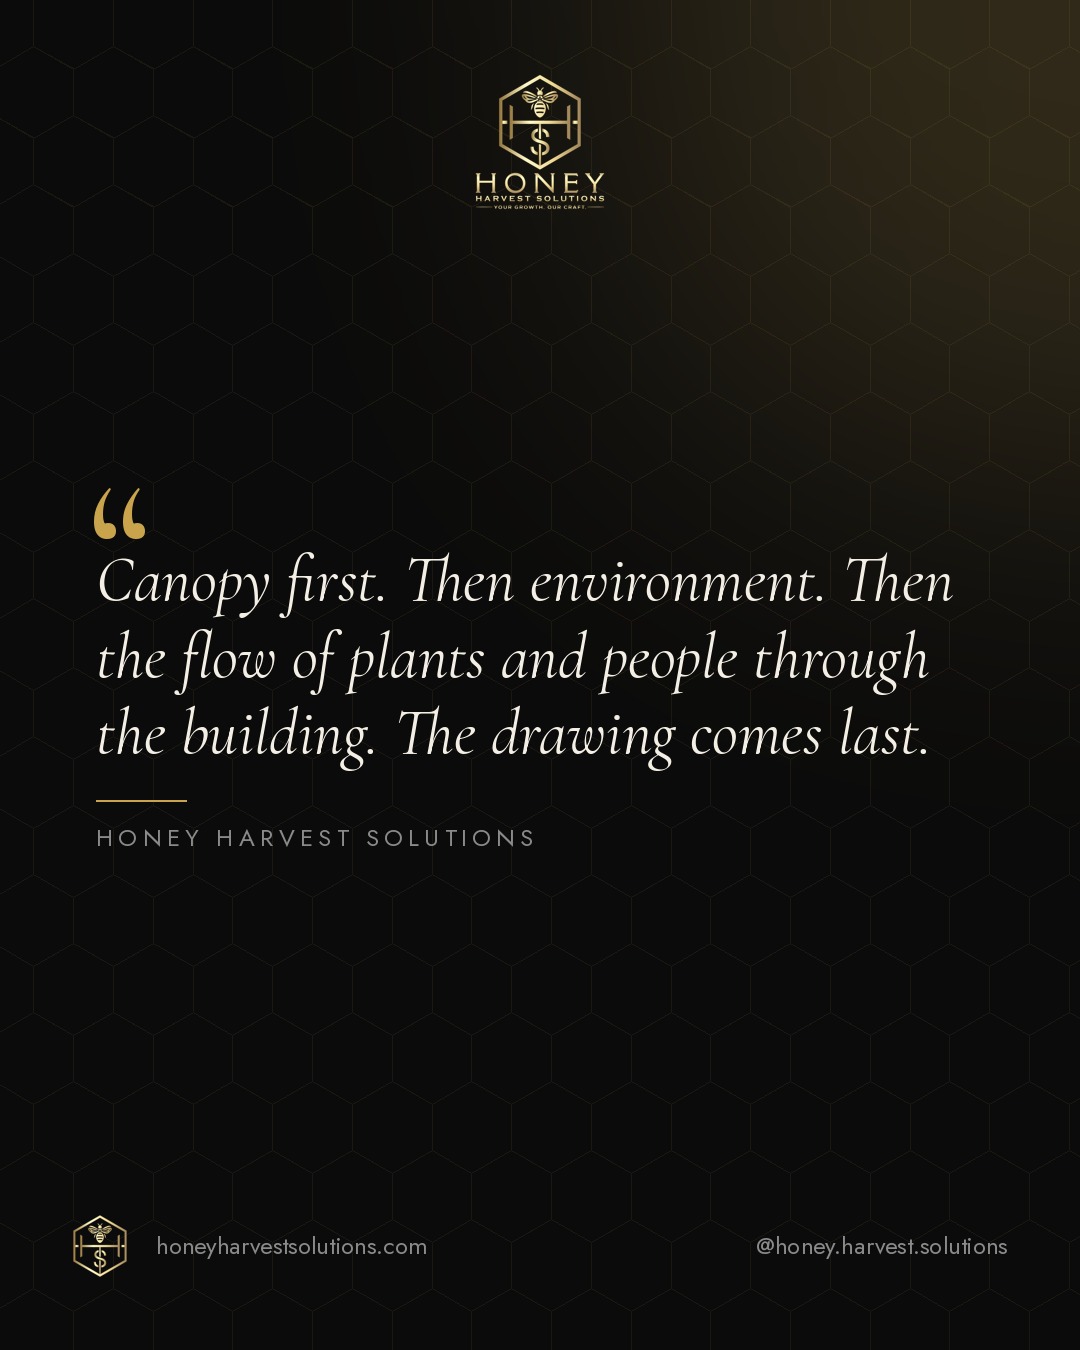 HONEY
HARVEST SOLUTIONS
YOUR GROWTH. OUR CRAFT.
“
Canopy first. Then environment. Then
the flow of plants and people through
the building. The drawing comes last.
HONEY HARVEST SOLUTIONS
honeyharvestsolutions.com
@honey.harvest.solutions